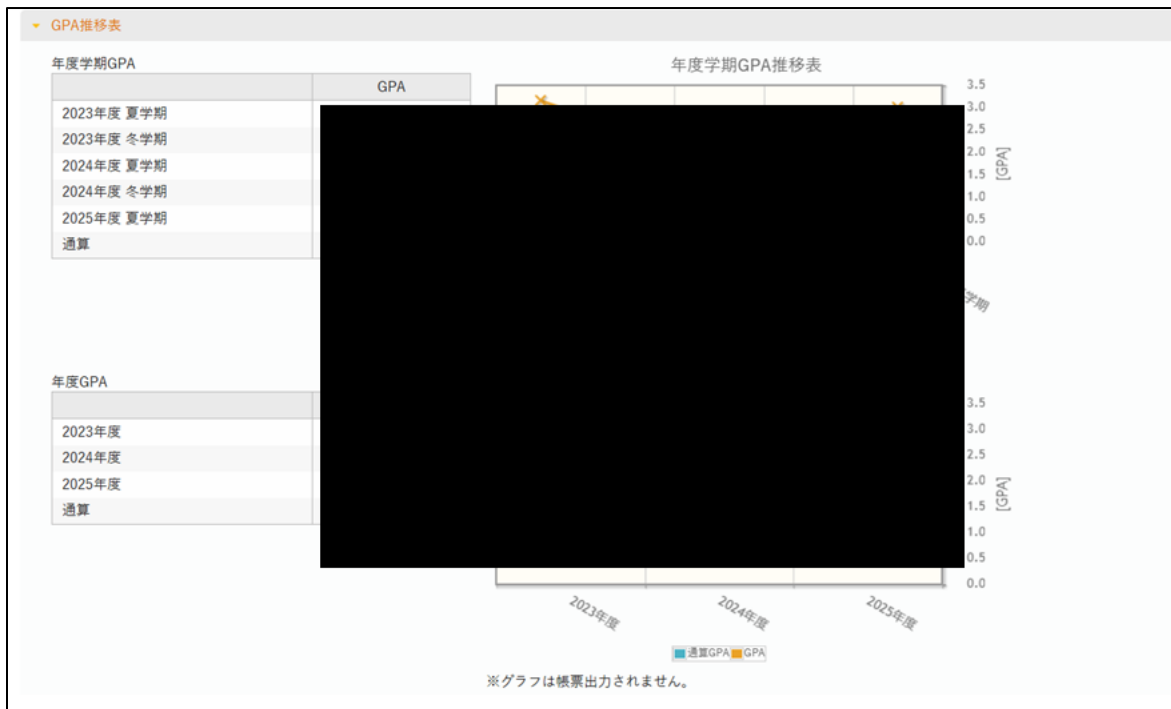 GPA推移表
年度学期GPA
GPA
2023年度 夏学期
2023年度 冬学期
2024年度 夏学期
2024年度 冬学期
2025年度 夏学期
通算
年度学期GPA推移表
3.5
3.0
2.5
2.0
1.5
1.0
0.5
0.0
[GPA]
学期
年度GPA
2023年度
2024年度
2025年度
通算
3.5
3.0
2.5
2.0
1.5
1.0
0.5
0.0
[GPA]
2023年度
2024年度
2025年度
通算GPA GPA
※グラフは帳票出力されません。